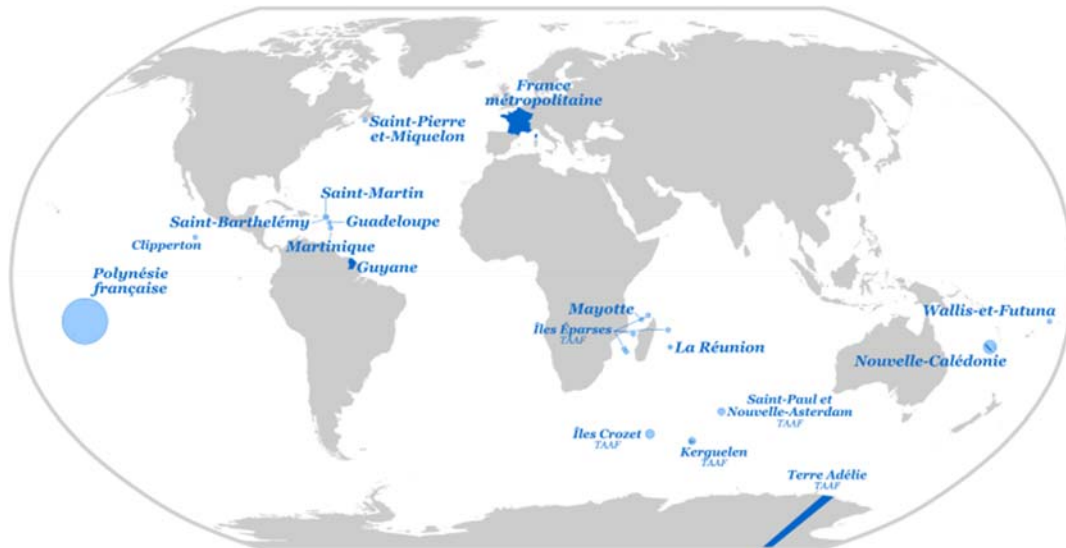 France
métropolitaine
Saint-Pierre
et-Miquelon
Saint-Martin
Saint-Barthelémy
Guadeloupe
Clipperton
Martinique
Guyane
Polynésie
française
Mayotte
Îles Éparses
TAAF
La Réunion
Wallis-et-Futuna
Nouvelle-Calédonie
Saint-Paul et
Nouvelle-Asterdam
TAAF
Îles Crozet
TAAF
Kerguelen
TAAF
Terre Adélie
TAAF